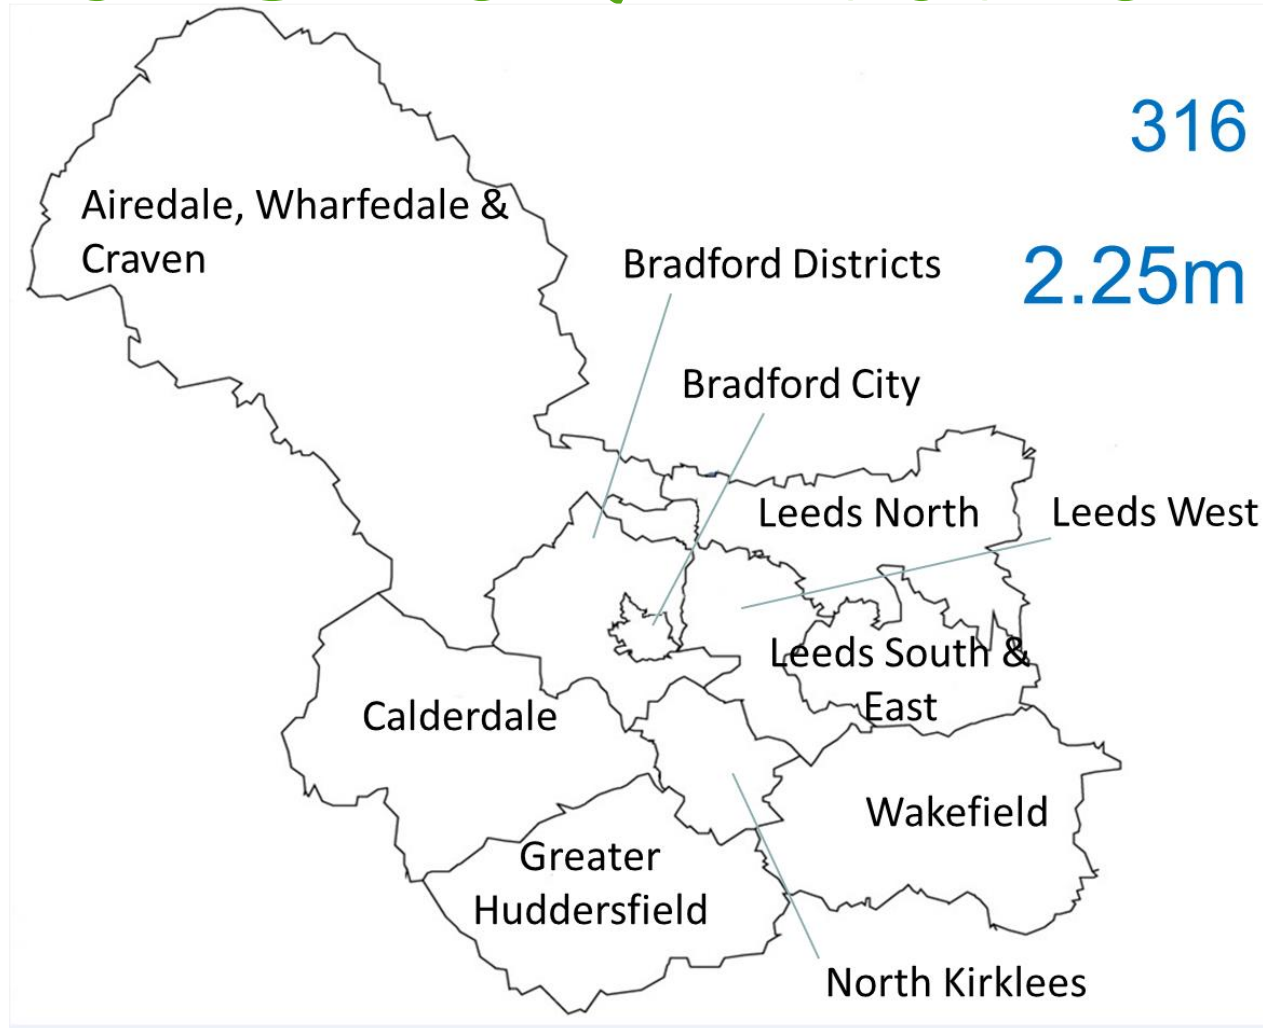 316
Airedale, Wharfedale &
Craven
Bradford Districts
2.25m
Bradford City
Leeds North
Leeds West
Leeds South &
East
Calderdale
Wakefield
Greater
Huddersfield
North Kirklees